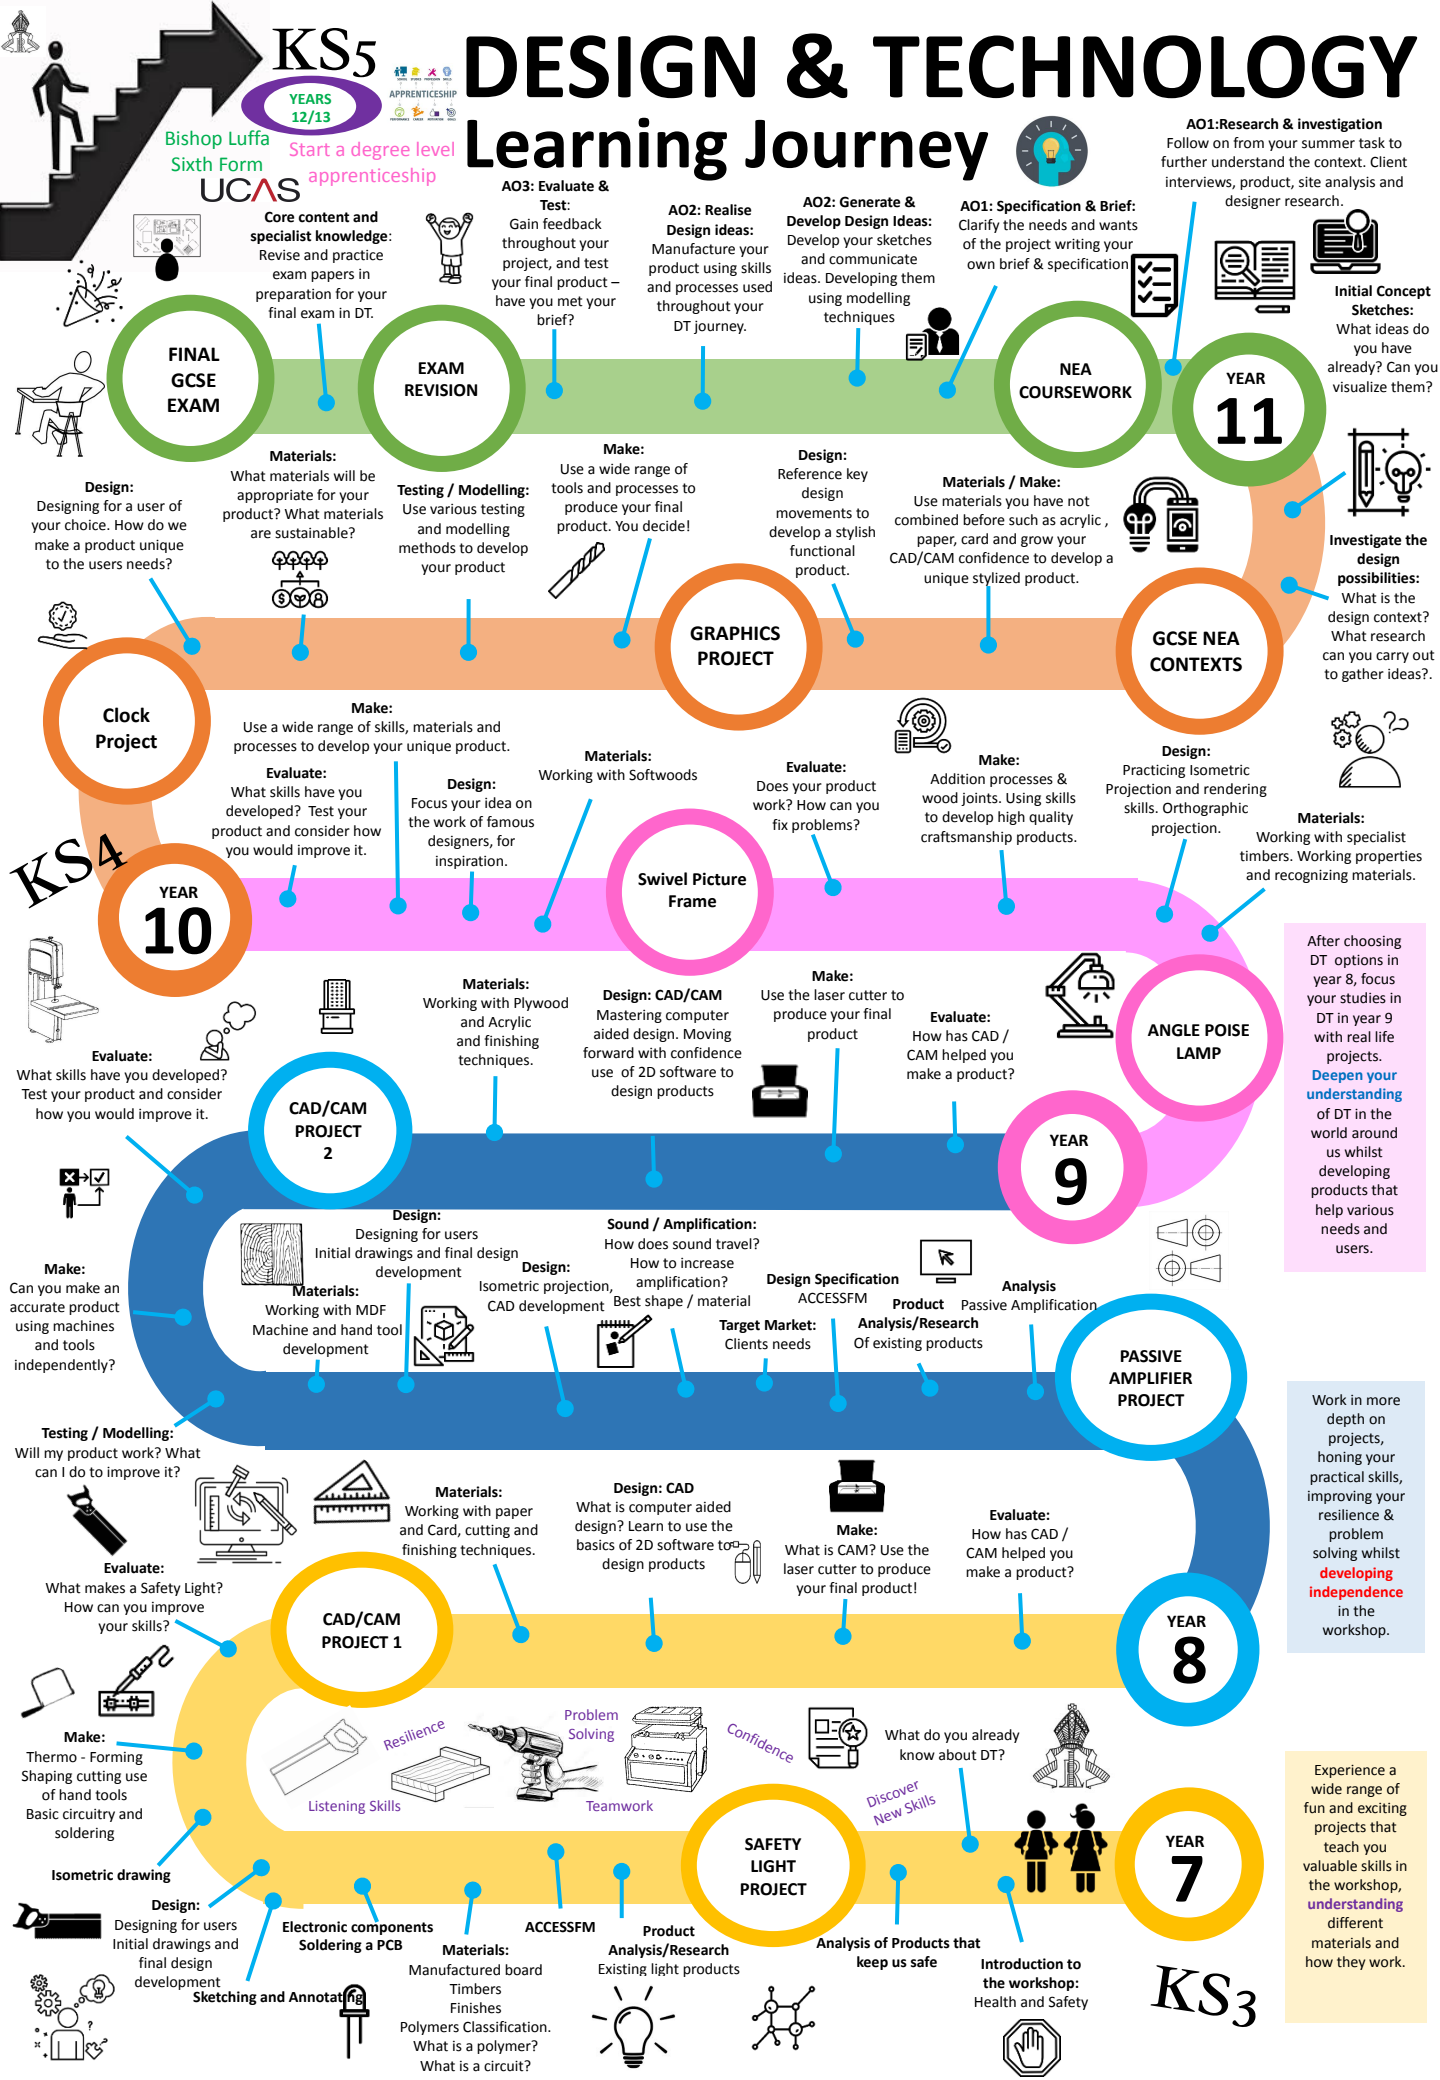 KS5
DESIGN & TECHNOLOGY
Learning Journey
YEARS
12/13
APPRENTICESHIP
Bishop Luffa
Sixth Form
UCAS
Start a degree level
apprenticeship
AO1:Research & investigation
Follow on from your summer task to
further understand the context. Client
interviews, product, site analysis and
designer research.
Core content and
specialist knowledge:
Revise and practice
exam papers in
preparation for your
final exam in DT.
AO3: Evaluate &
Test:
Gain feedback
throughout your
project, and test
your final product –
have you met your
brief?
AO2: Realise
Design ideas:
Manufacture your
product using skills
and processes used
throughout your
DT journey.
AO2: Generate &
Develop Design Ideas:
Develop your sketches
and communicate
ideas. Developing them
using modelling
techniques
AO1: Specification & Brief:
Clarify the needs and wants
of the project writing your
own brief & specification
Initial Concept
Sketches:
What ideas do
you have
already? Can you
visualize them?
FINAL
GCSE
EXAM
EXAM
REVISION
NEA
COURSEWORK
YEAR
11
Design:
Designing for a user of
your choice. How do we
make a product unique
to the users needs?
Materials:
What materials will be
appropriate for your
product? What materials
are sustainable?
Testing / Modelling:
Use various testing
and modelling
methods to develop
your product
Make:
Use a wide range of
tools and processes to
produce your final
product. You decide!
Design:
Reference key
design
movements to
develop a stylish
functional
product.
Materials / Make:
Use materials you have not
combined before such as acrylic ,
paper, card and grow your
CAD/CAM confidence to develop a
unique stylized product.
Investigate the
design
possibilities:
What is the
design context?
What research
can you carry out
to gather ideas?.
Clock
Project
GRAPHICS
PROJECT
GCSE NEA
CONTEXTS
Make:
Use a wide range of skills, materials and
processes to develop your unique product.
Evaluate:
What skills have you
developed? Test your
product and consider how
you would improve it.
Design:
Focus your idea on
the work of famous
designers, for
inspiration.
Materials:
Working with Softwoods
Evaluate:
Does your product
work? How can you
fix problems?
Make:
Addition processes &
wood joints. Using skills
to develop high quality
craftsmanship products.
Design:
Practicing Isometric
Projection and rendering
skills. Orthographic
projection.
Materials:
Working with specialist
timbers. Working properties
and recognizing materials.
KS4
YEAR
10
Swivel Picture
Frame
ANGLE POISE
LAMP
After choosing
DT options in
year 8, focus
your studies in
DT in year 9
with real life
projects.
Deepen your
understanding
of DT in the
world around
us whilst
developing
products that
help various
needs and
users.
Evaluate:
What skills have you developed?
Test your product and consider
how you would improve it.
Materials:
Working with Plywood
and Acrylic
and finishing
techniques.
Design: CAD/CAM
Mastering computer
aided design. Moving
forward with confidence
use of 2D software to
design products
Make:
Use the laser cutter to
produce your final
product
Evaluate:
How has CAD /
CAM helped you
make a product?
CAD/CAM
PROJECT
2
YEAR
9
Make:
Can you make an
accurate product
using machines
and tools
independently?
Design:
Designing for users
Initial drawings and final design
development
Materials:
Working with MDF
Machine and hand tool
development
Design:
Isometric projection,
CAD development
Sound / Amplification:
How does sound travel?
How to increase
amplification?
Best shape / material
Target Market:
Clients needs
Design Specification
ACCESSFM
Product
Analysis/Research
Of existing products
Analysis
Passive Amplification
PASSIVE
AMPLIFIER
PROJECT
Testing / Modelling:
Will my product work? What
can I do to improve it?
Work in more
depth on
projects,
honing your
practical skills,
improving your
resilience &
problem
solving whilst
developing
independence
in the
workshop.
Evaluate:
What makes a Safety Light?
How can you improve
your skills?
Materials:
Working with paper
and Card, cutting and
finishing techniques.
Design: CAD
What is computer aided
design? Learn to use the
basics of 2D software to
design products
Make:
What is CAM? Use the
laser cutter to produce
your final product!
Evaluate:
How has CAD /
CAM helped you
make a product?
CAD/CAM
PROJECT 1
YEAR
8
Make:
Thermo - Forming
Shaping cutting use
of hand tools
Basic circuitry and
soldering
Resilience
Listening Skills
Problem
Solving
Teamwork
Confidence
What do you already
know about DT?
Discover
New Skills
Experience a
wide range of
fun and exciting
projects that
teach you
valuable skills in
the workshop,
understanding
different
materials and
how they work.
Isometric drawing
SAFETY
LIGHT
PROJECT
YEAR
7
Design:
Designing for users
Initial drawings and
final design
development
Sketching and Annotating
Electronic components
Soldering a PCB
Materials:
Manufactured board
Timbers
Finishes
Polymers Classification.
What is a polymer?
What is a circuit?
ACCESSFM
Product
Analysis/Research
Existing light products
Analysis of Products that
keep us safe
Introduction to
the workshop:
Health and Safety
KS3